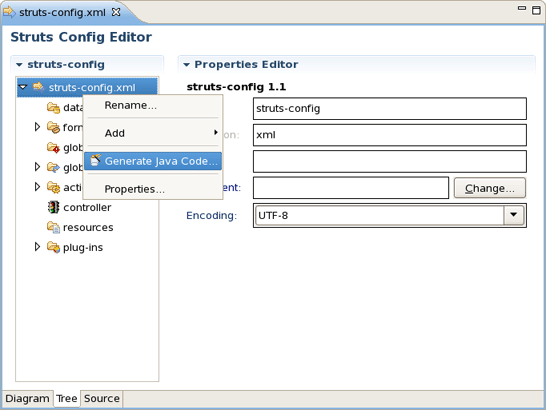 struts-config.xml
Struts Config Editor
struts-config
Properties Editor
struts-config.xml
struts-config 1.1
data
Rename...
struts-config
form
Add
on:
xml
glob
Generate Java Code...
glob
acti
Properties...
ent:
Change...
controller
Encoding:
UTF-8
resources
plug-ins
Diagram
Tree
Source